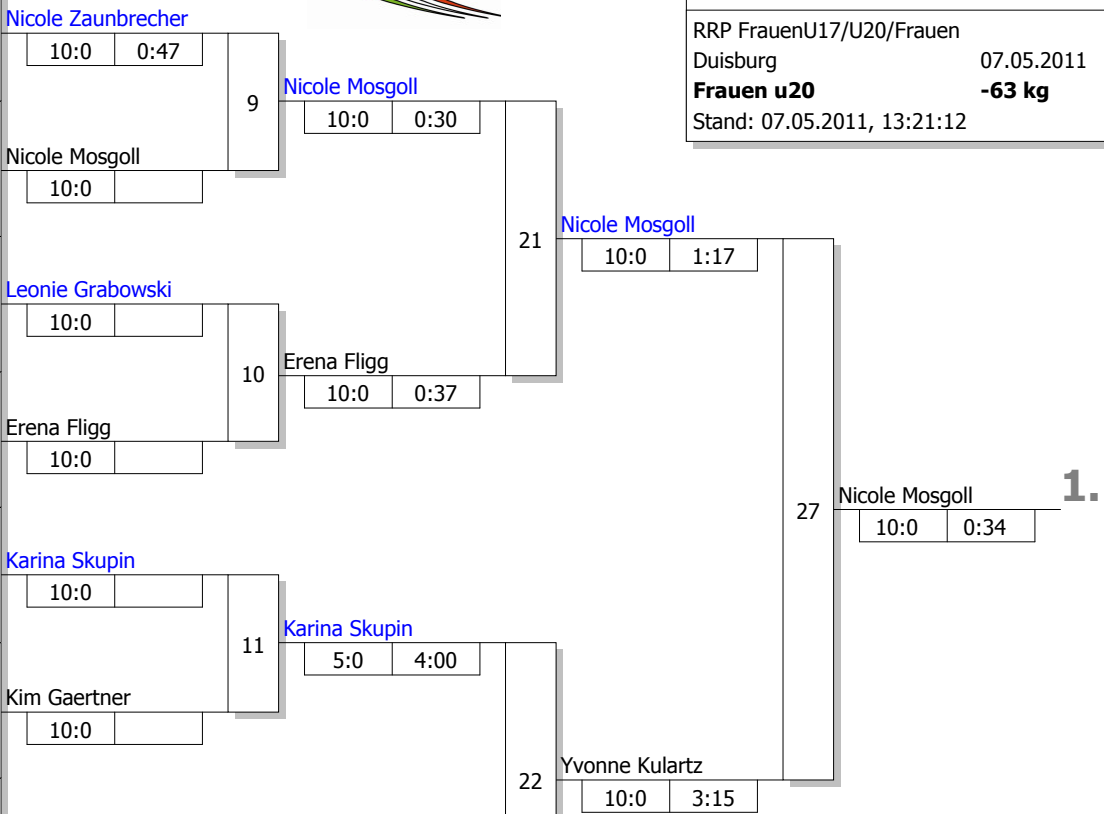 Nicole Zaunbrecher
10:0 0:47
9
Nicole Mosgoll
10:0
Nicole Mosgoll
10:0 0:30
21
Leonie Grabowski
10:0
10
Erena Fligg
10:0
Erena Fligg
10:0 0:37
Nicole Mosgoll
10:0 1:17
27
Karina Skupin
10:0
11
Kim Gaertner
10:0
Karina Skupin
5:0 4:00
22
Yvonne Kulartz
10:0 3:15
Nicole Mosgoll
10:0 0:34
1.
RRP FrauenU17/U20/Frauen
Duisburg 07.05.2011
Frauen u20 -63 kg
Stand: 07.05.2011, 13:21:12